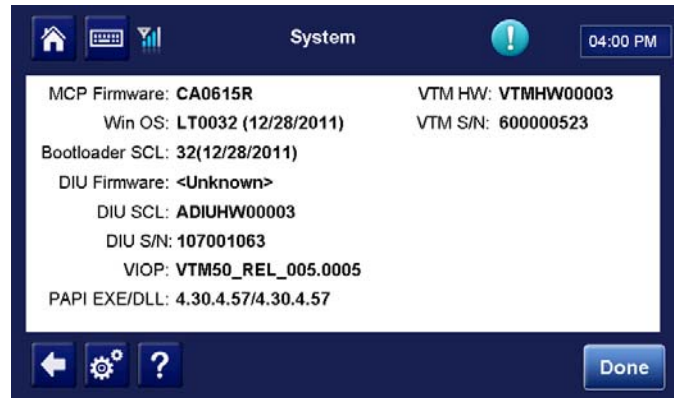 System
04:00 PM
MCP Firmware: CA0615R
VTM HW: VTMHW00003
Win OS: LT0032 (12/28/2011)
VTM S/N: 600000523
Bootloader SCL: 32(12/28/2011)
DIU Firmware: <Unknown>
DIU SCL: ADIUHW00003
DIU S/N: 107001063
VIOP: VTM50_REL_005.0005
PAPI EXE/DLL: 4.30.4.57/4.30.4.57
?
Done